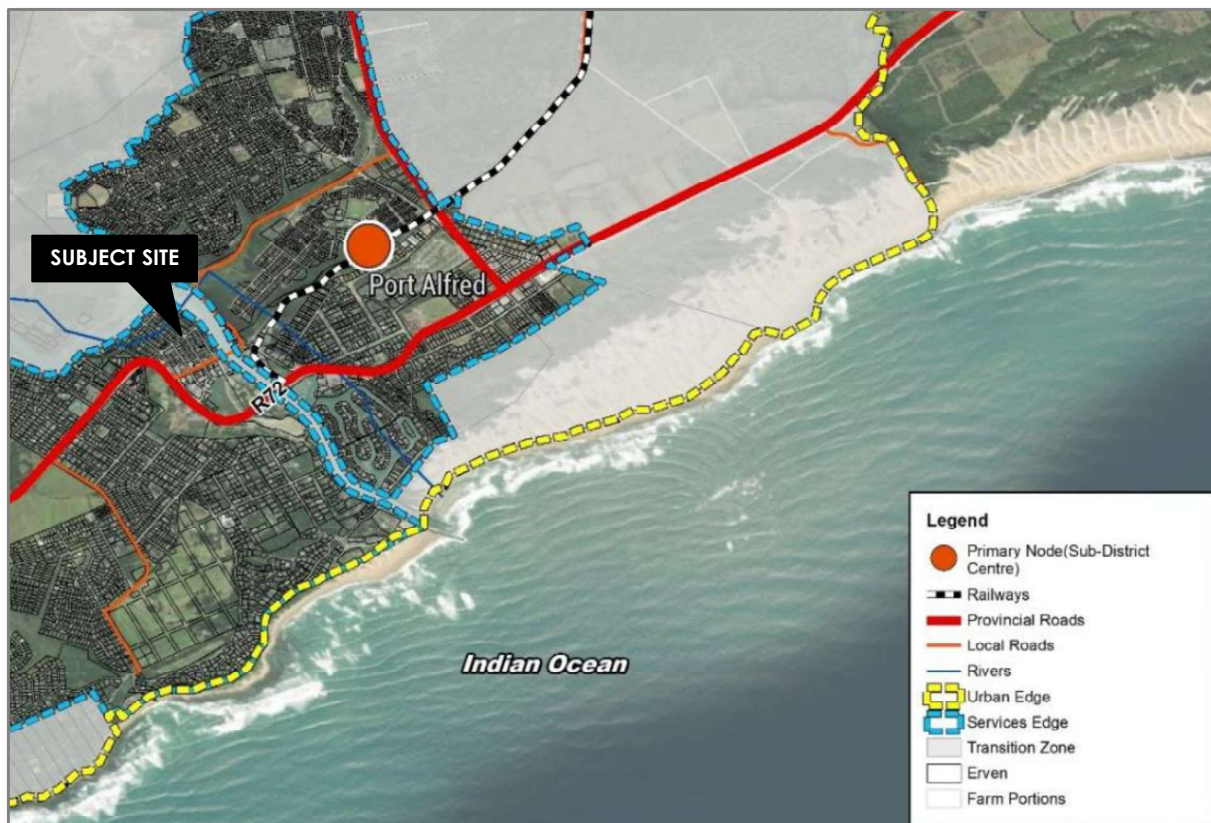 SUBJECT SITE
Port Alfred
R72
Indian Ocean
Legend
Primary Node(Sub-District
Centre)
Railways
Provincial Roads
Local Roads
Rivers
Urban Edge
Services Edge
Transition Zone
Erven
Farm Portions